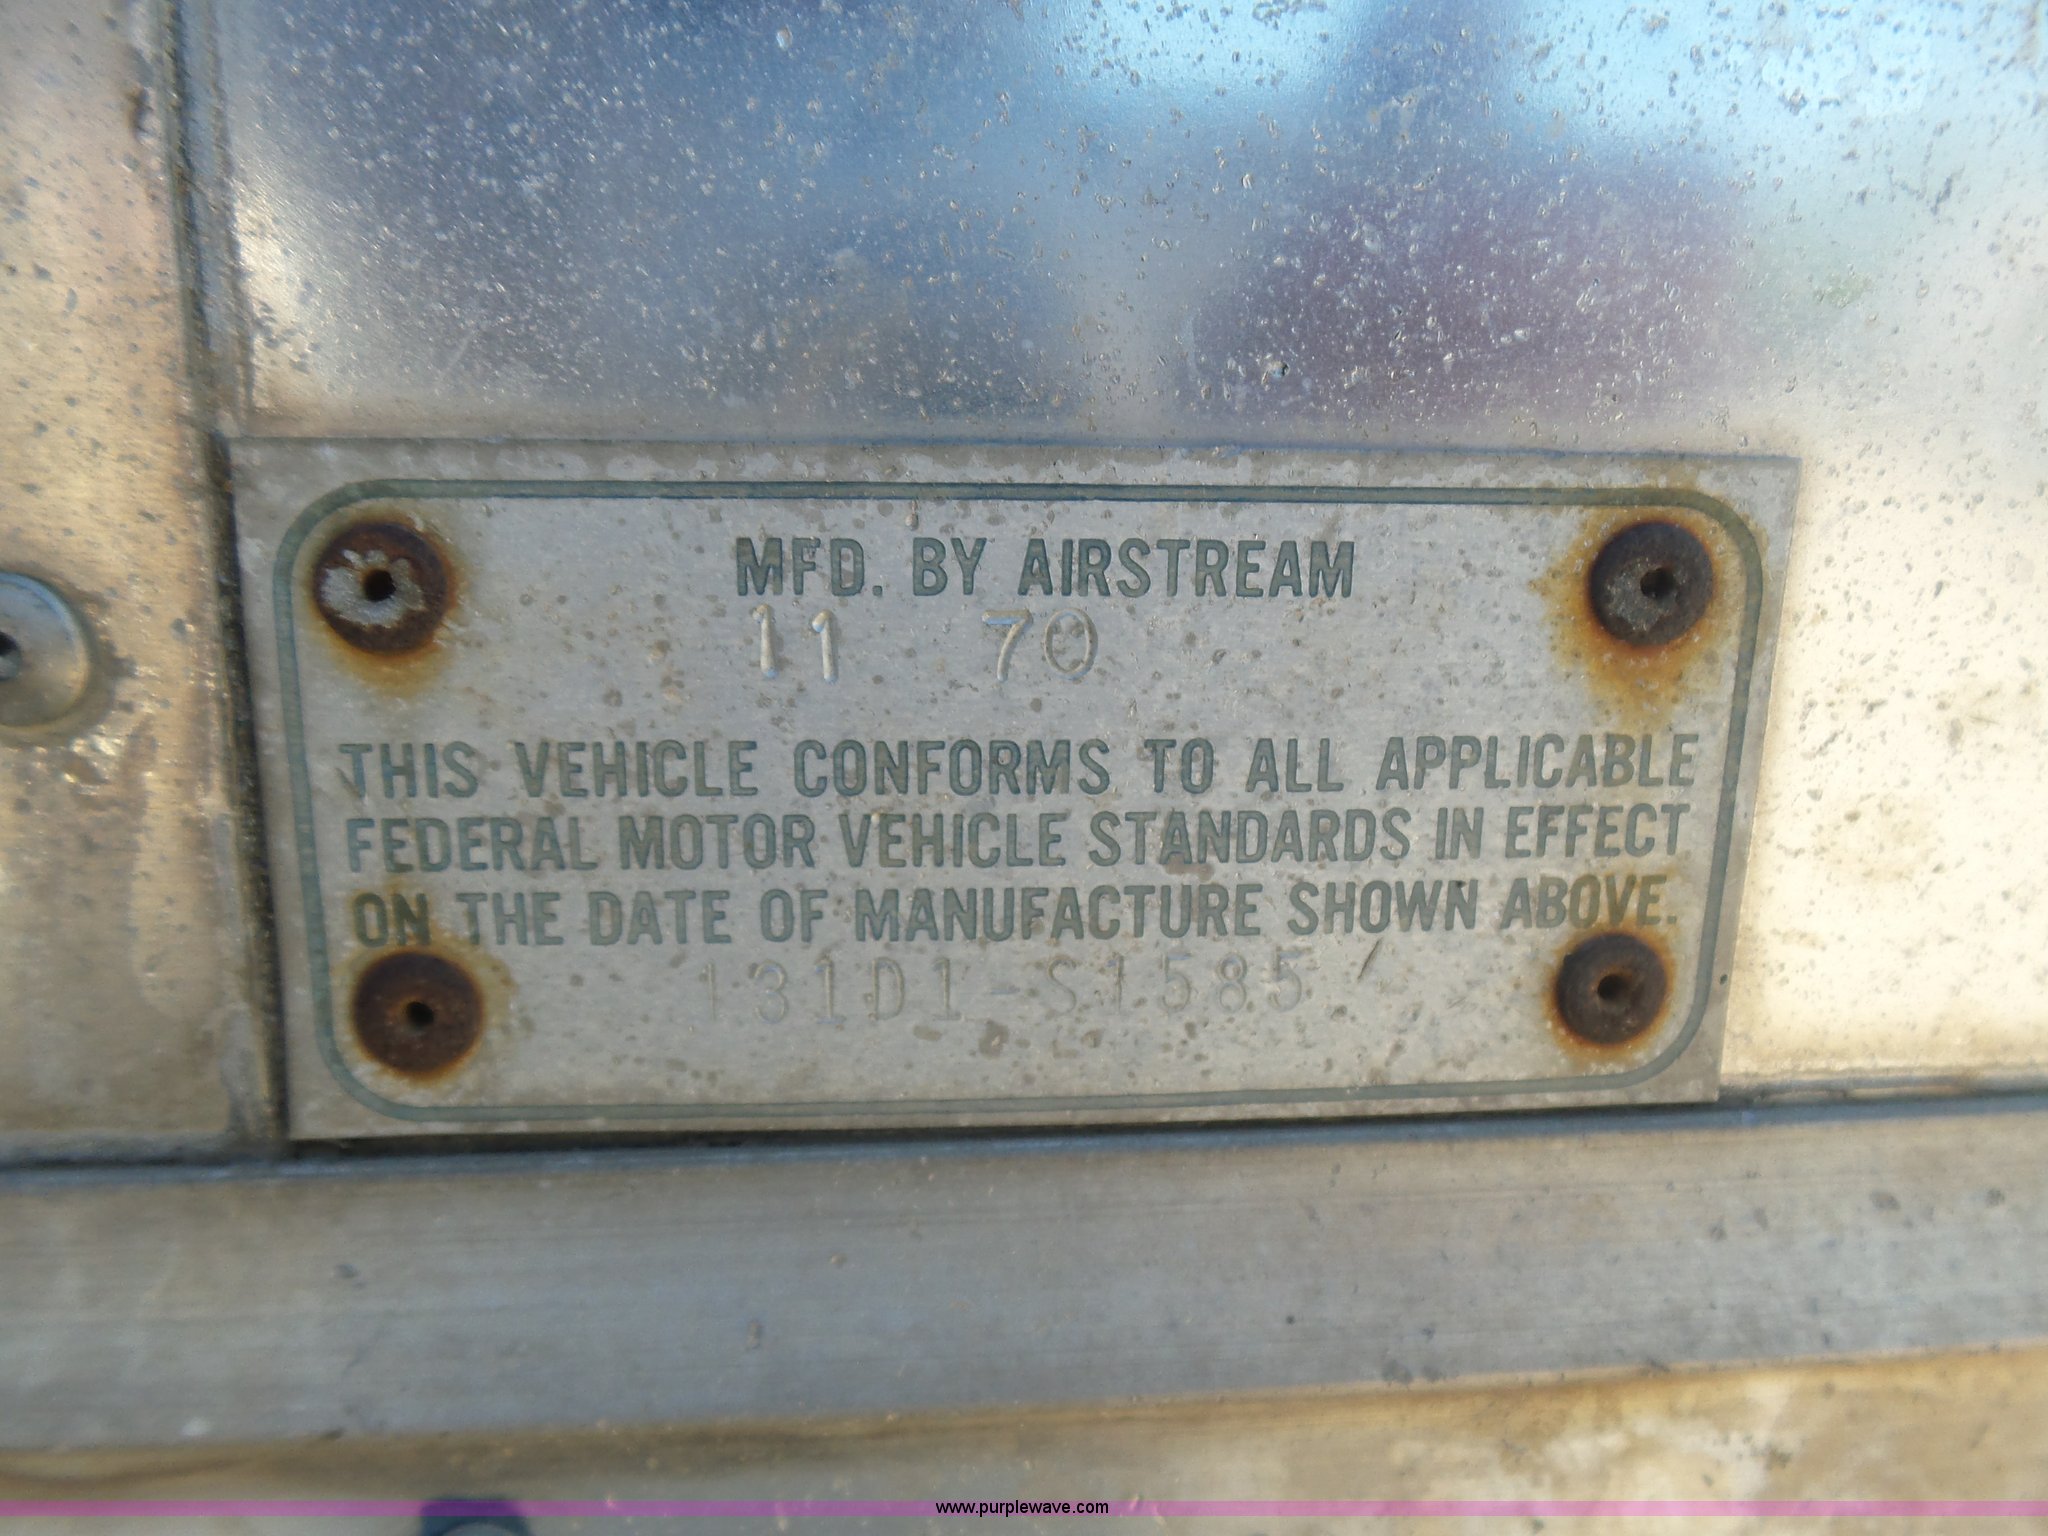 MFD. BY AIRSTREAM
11 70
THIS VEHICLE CONFORMS TO ALL APPLICABLE
FEDERAL MOTOR VEHICLE STANDARDS IN EFFECT
ON THE DATE OF MANUFACTURE SHOWN ABOVE.
131D1-S1585
www.purplewave.com